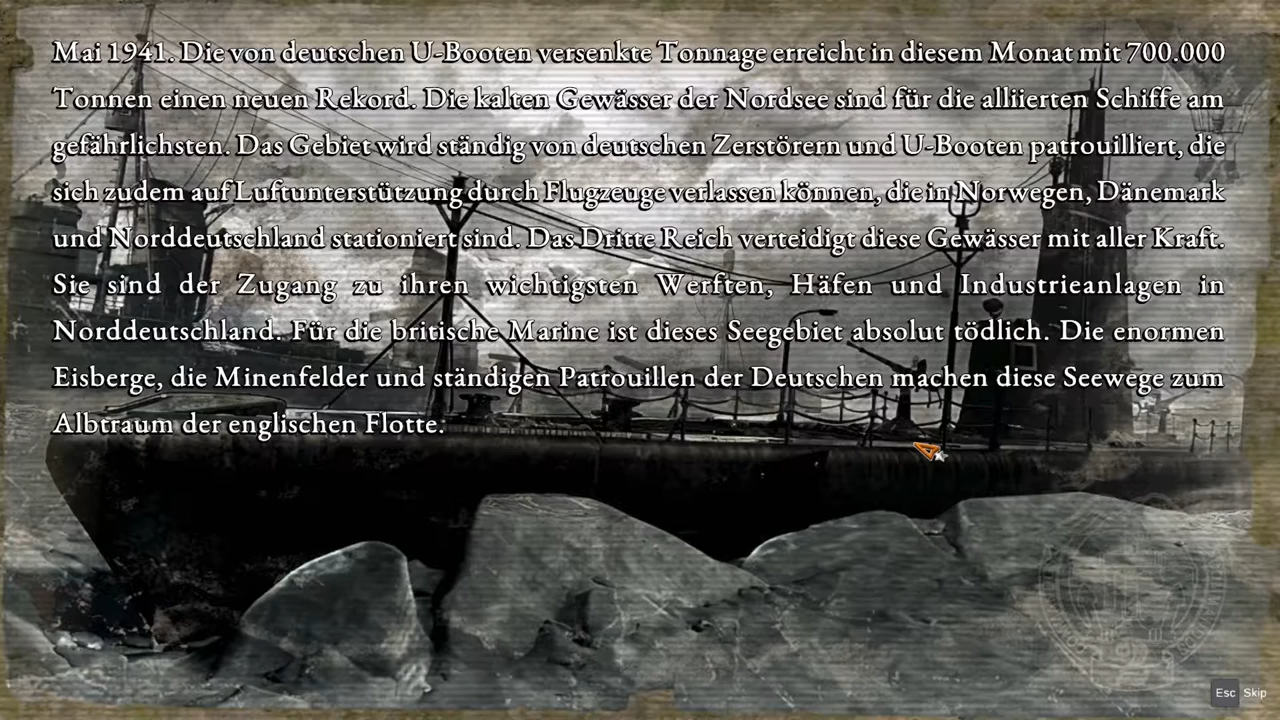 Mai 1941. Die von deutschen U-Booten versenkte Tonnage erreicht in diesem Monat mit 700.000
Tonnen einen neuen Rekord. Die kalten Gewässer der Nordsee sind für die alliierten Schiffe am
gefährlichsten. Das Gebiet wird ständig von deutschen Zerstörern und U-Booten patrouilliert, die
sich zudem auf Luftunterstützung durch Flugzeuge verlassen können, die in Norwegen, Dänemark
und Norddeutschland stationiert sind. Das Dritte Reich verteidigt diese Gewässer mit aller Kraft.
Sie sind der Zugang zu ihren wichtigsten Werften, Häfen und Industrieanlagen in
Norddeutschland. Für die britische Marine ist dieses Seegebiet absolut tödlich. Die enormen
Eisberge, die Minenfelder und ständigen Patrouillen der Deutschen machen diese Seewege zum
Albtraum der englischen Flotte.
Esc Skip